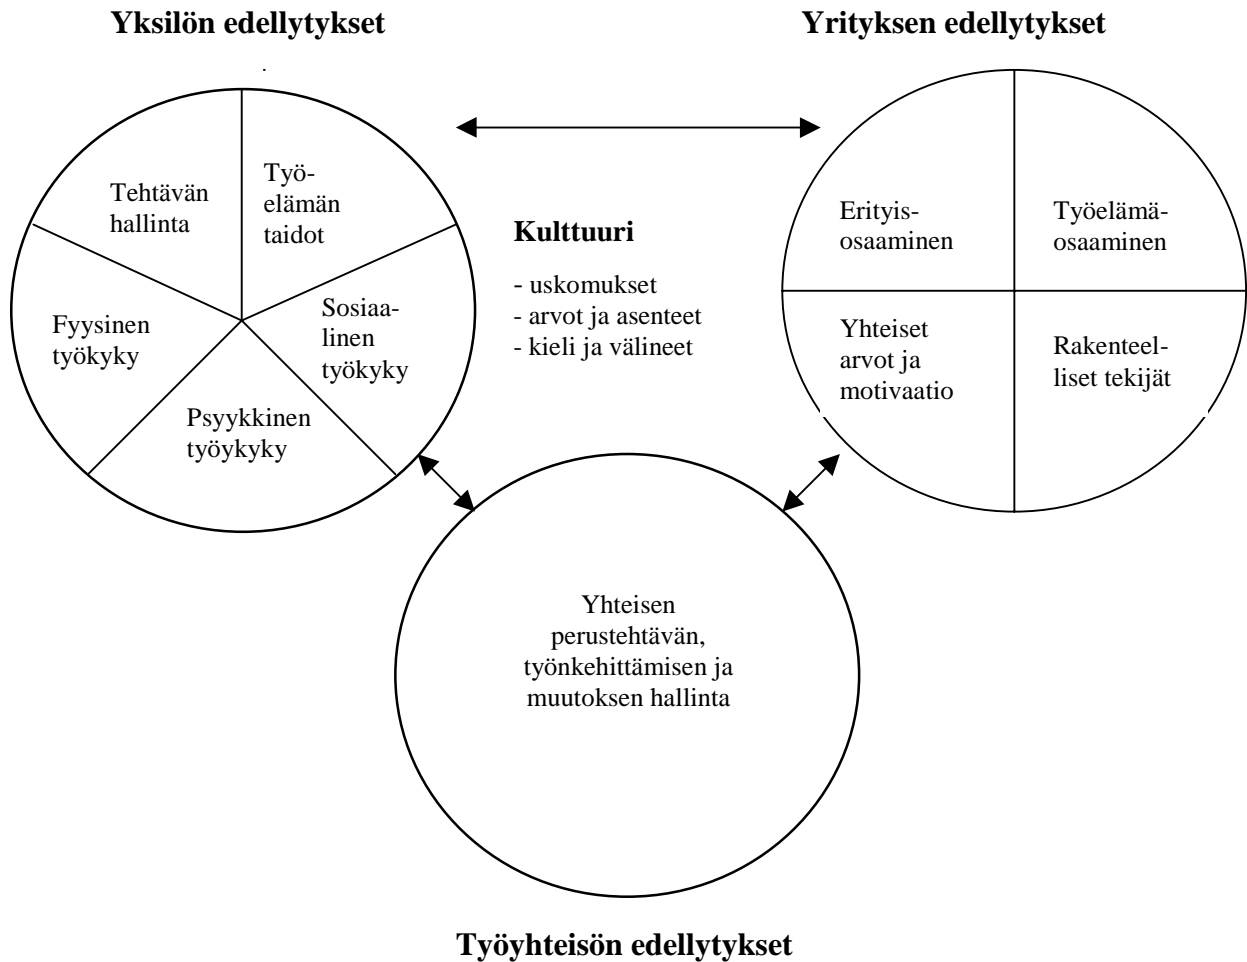 Yksilön edellytykset
Yrityksen edellytykset
Tehtävän
hallinta
Työ-
elämän
taidot
Fyysinen
työkyky
Sosiaa-
linen
työkyky
Psyykkinen
työykyky
Kulttuuri
- uskomukset
- arvot ja asenteet
- kieli ja välineet
Erityis-
osaaminen
Työelämä-
osaaminen
Yhteiset
arvot ja
motivaatio
Rakenteel-
liset tekijät
Yhteisen
perustehtävän,
työnkehittämisen ja
muutoksen hallinta
Työyhteisön edellytykset